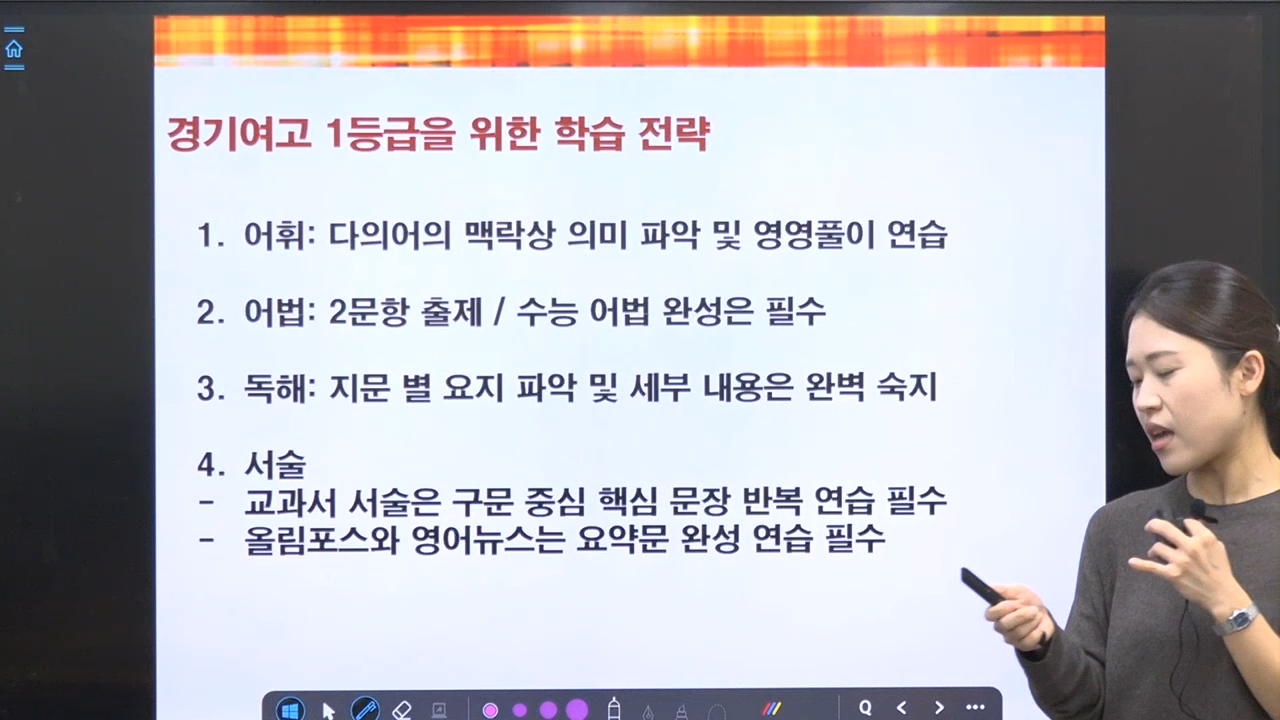 경기여고 1등급을 위한 학습 전략
1. 어휘: 다의어의 맥락상 의미 파악 및 영영풀이 연습
2. 어법: 2문항 출제 / 수능 어법 완성은 필수
3. 독해: 지문 별 요지 파악 및 세부 내용은 완벽 숙지
4. 서술
- 교과서 서술은 구문 중심 핵심 문장 반복 연습 필수
- 올림포스와 영어뉴스는 요약문 완성 연습 필수